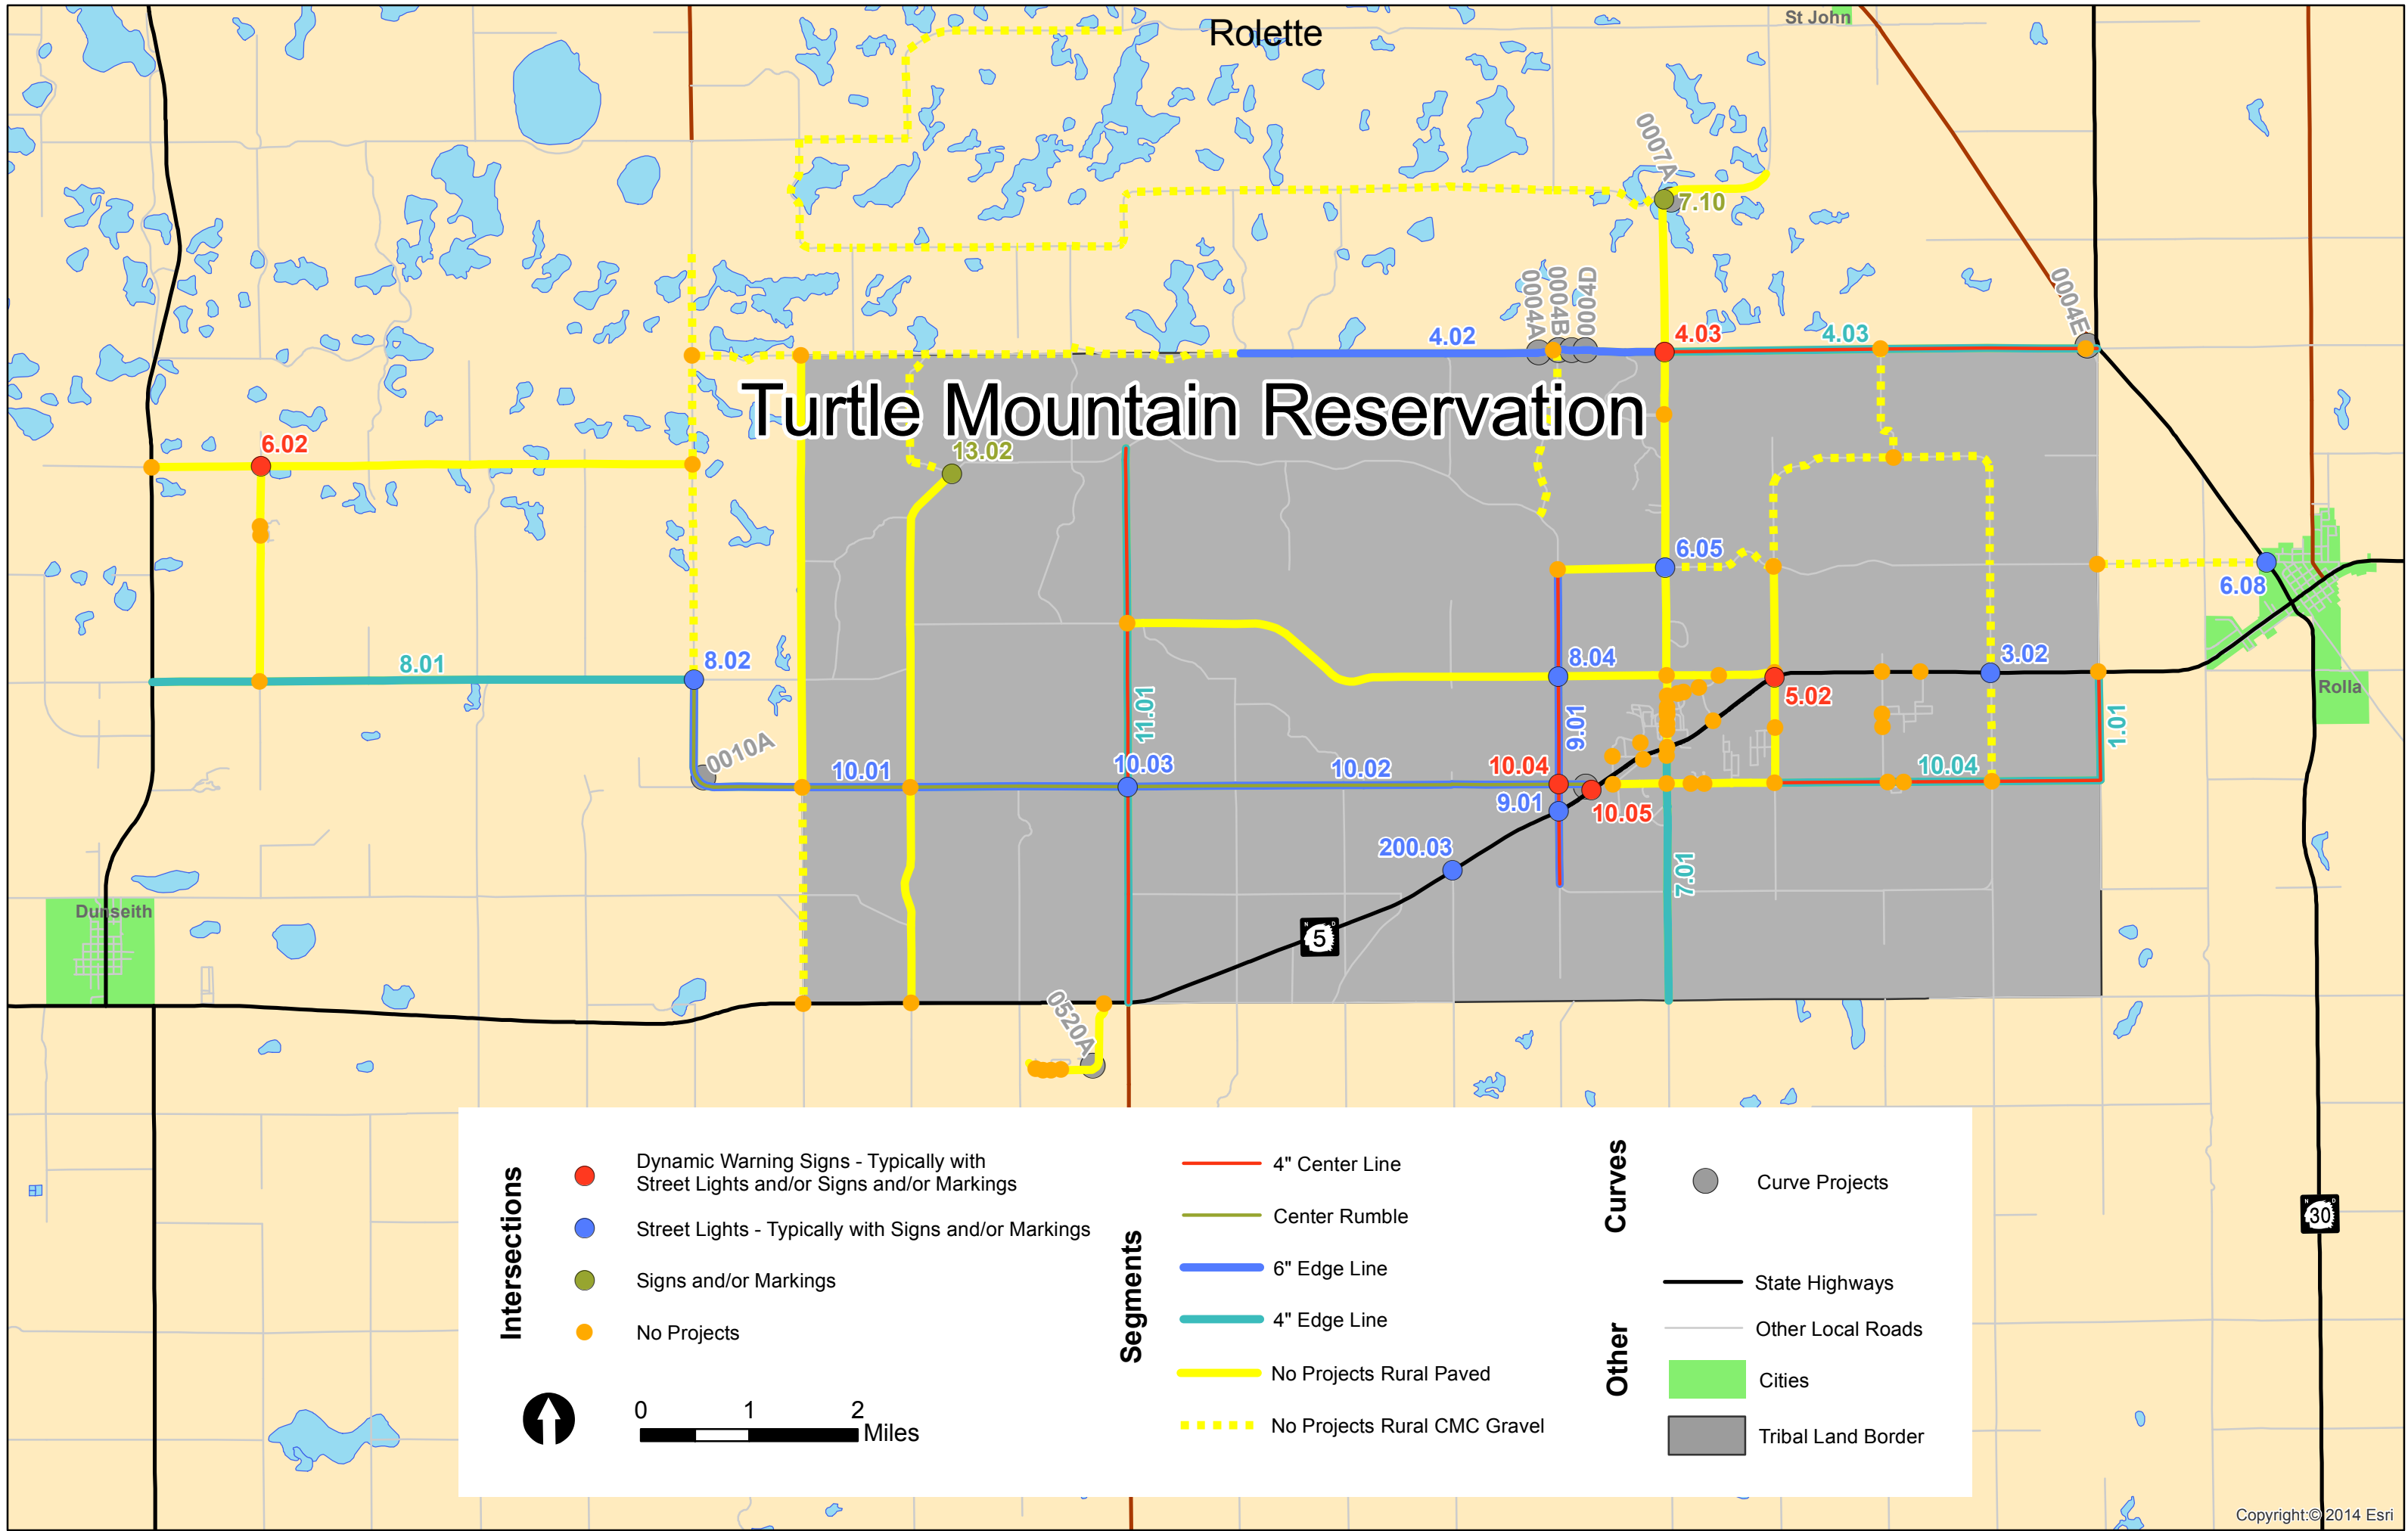 Rolette
St John
0007A
7.10
0004A
0004B
0004D
0004E
4.02
4.03
4.03
Turtle Mountain Reservation
6.02
13.02
6.05
6.08
8.01
8.02
8.04
3.02
5.02
Rolla
11.01
9.01
1.01
0010A
10.01
10.03
10.02
10.04
10.04
9.01
10.05
200.03
7.01
Dunseith
N D
5
0520A
Intersections
Dynamic Warning Signs - Typically with
Street Lights and/or Signs and/or Markings
Street Lights - Typically with Signs and/or Markings
Signs and/or Markings
No Projects
0 1 2
Miles
Segments
4" Center Line
Center Rumble
6" Edge Line
4" Edge Line
No Projects Rural Paved
No Projects Rural CMC Gravel
Curves
Curve Projects
Other
State Highways
Other Local Roads
Cities
Tribal Land Border
N D
30
Copyright:© 2014 Esri